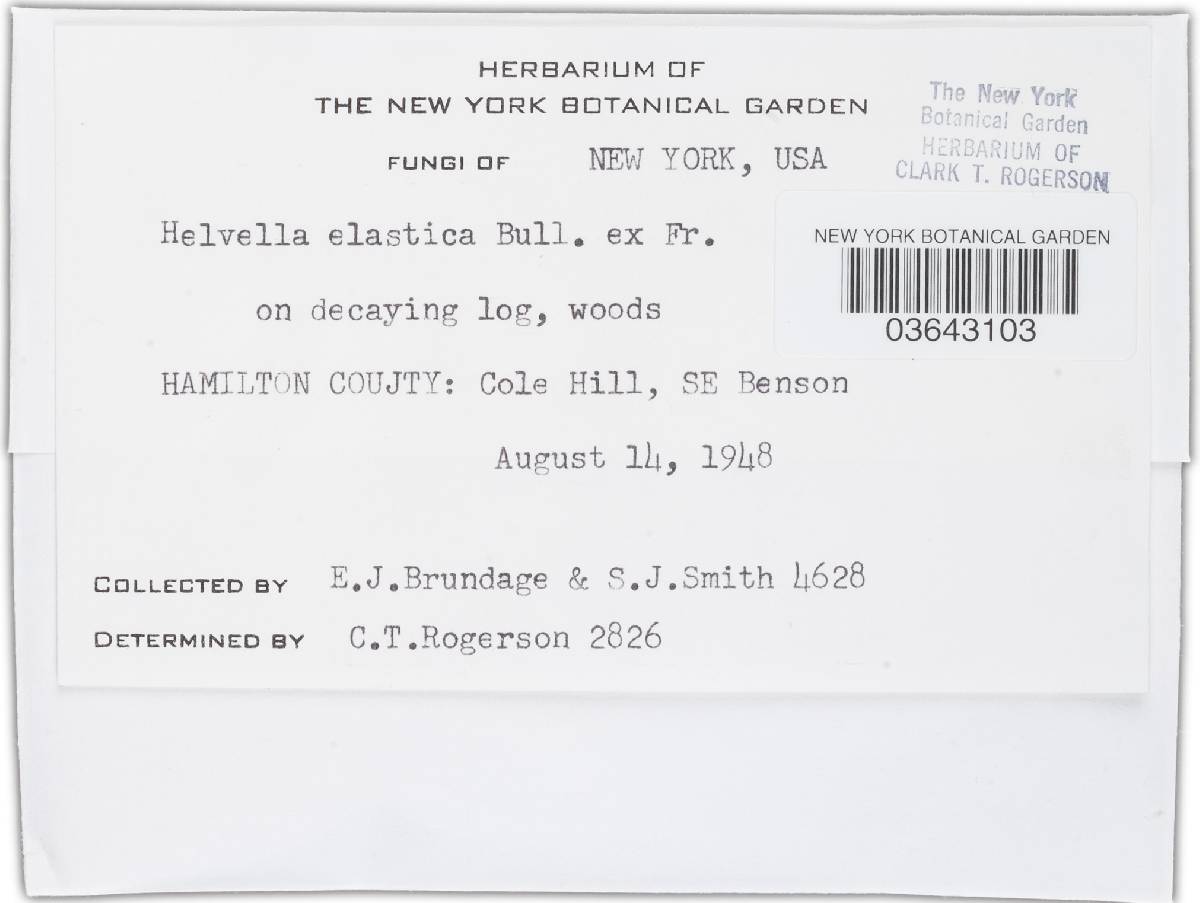 HERBARIUM OF
THE NEW YORK BOTANICAL GARDEN
FUNGI OF NEW YORK, USA
The New York
Botanical Garden
HERBARIUM OF
CLARK T. ROGERSON
Helvella elastica Bull. ex Fr.
NEW YORK BOTANICAL GARDEN
03643103
on decaying log, woods
HAMILTON COUJTY: Cole Hill, SE Benson
August 14, 1948
COLLECTED BY E.J.Brundage & S.J.Smith 4628
DETERMINED BY C.T.Rogerson 2826